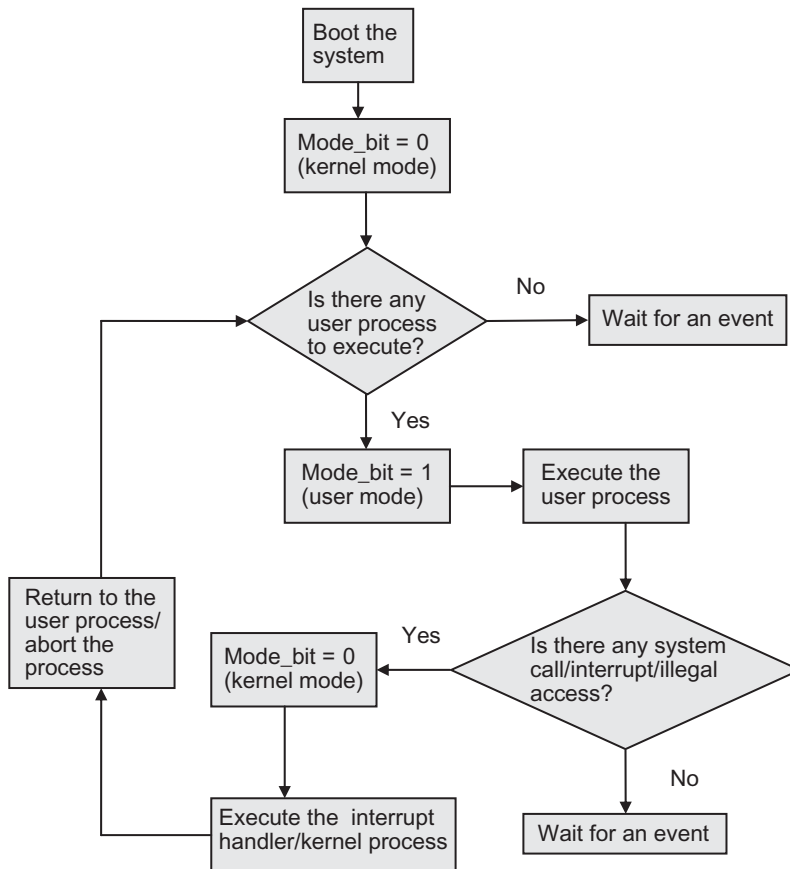 Boot the
system
Mode_bit = 0
(kernel mode)
Is there any
user process
to execute?
No
Wait for an event
Yes
Mode_bit = 1
(user mode)
Execute the
user process
Is there any system
call/interrupt/illegal
access?
Yes
Mode_bit = 0
(kernel mode)
Return to the
user process/
abort the
process
Execute the interrupt
handler/kernel process
No
Wait for an event